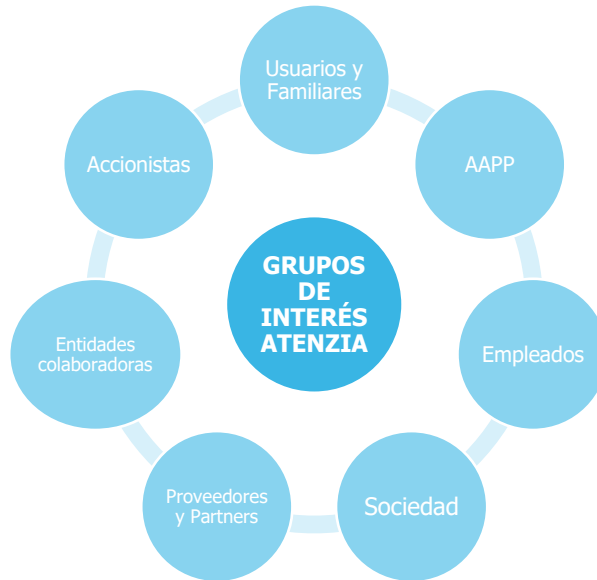 Usuarios y
Familiares
AAPP
Empleados
Sociedad
Proveedores
y Partners
Entidades
colaboradoras
Accionistas
GRUPOS
DE
INTERÉS
ATENZIA